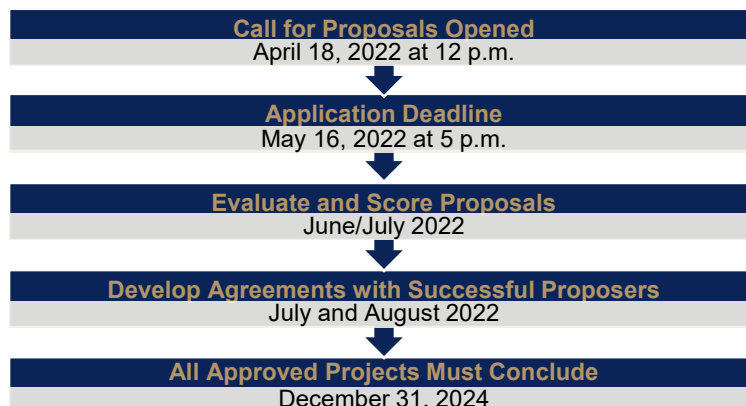 Call for Proposals Opened
April 18, 2022 at 12 p.m.
Application Deadline
May 16, 2022 at 5 p.m.
Evaluate and Score Proposals
June/July 2022
Develop Agreements with Successful Proposers
July and August 2022
All Approved Projects Must Conclude
December 31, 2024